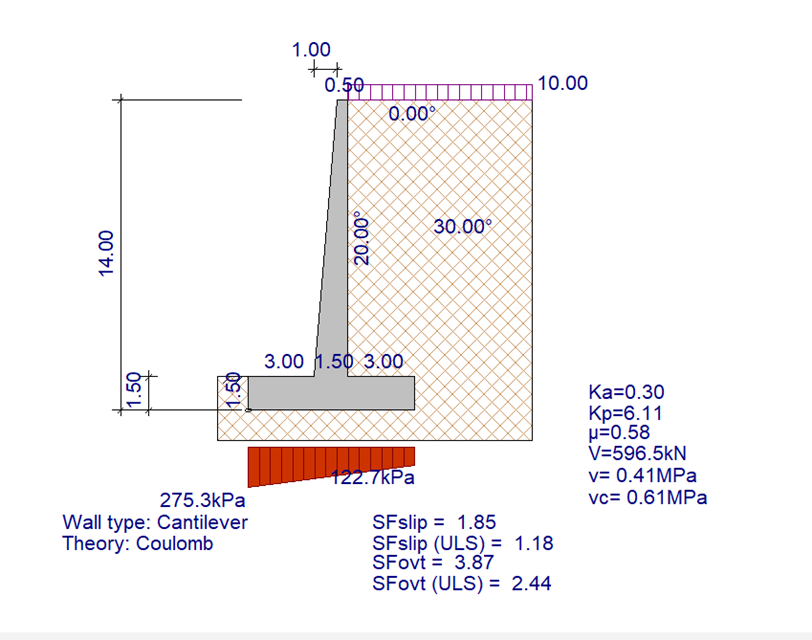 1.00
0.50
10.00
0.00°
30.00°
20.00°
14.00
3.00 1.50 3.00
1.50
1.50
Ka=0.30
Kp=6.11
µ=0.58
V=596.5kN
v= 0.41MPa
vc= 0.61MPa
122.7kPa
275.3kPa
Wall type: Cantilever
Theory: Coulomb
SFslip = 1.85
SFslip (ULS) = 1.18
SFovt = 3.87
SFovt (ULS) = 2.44